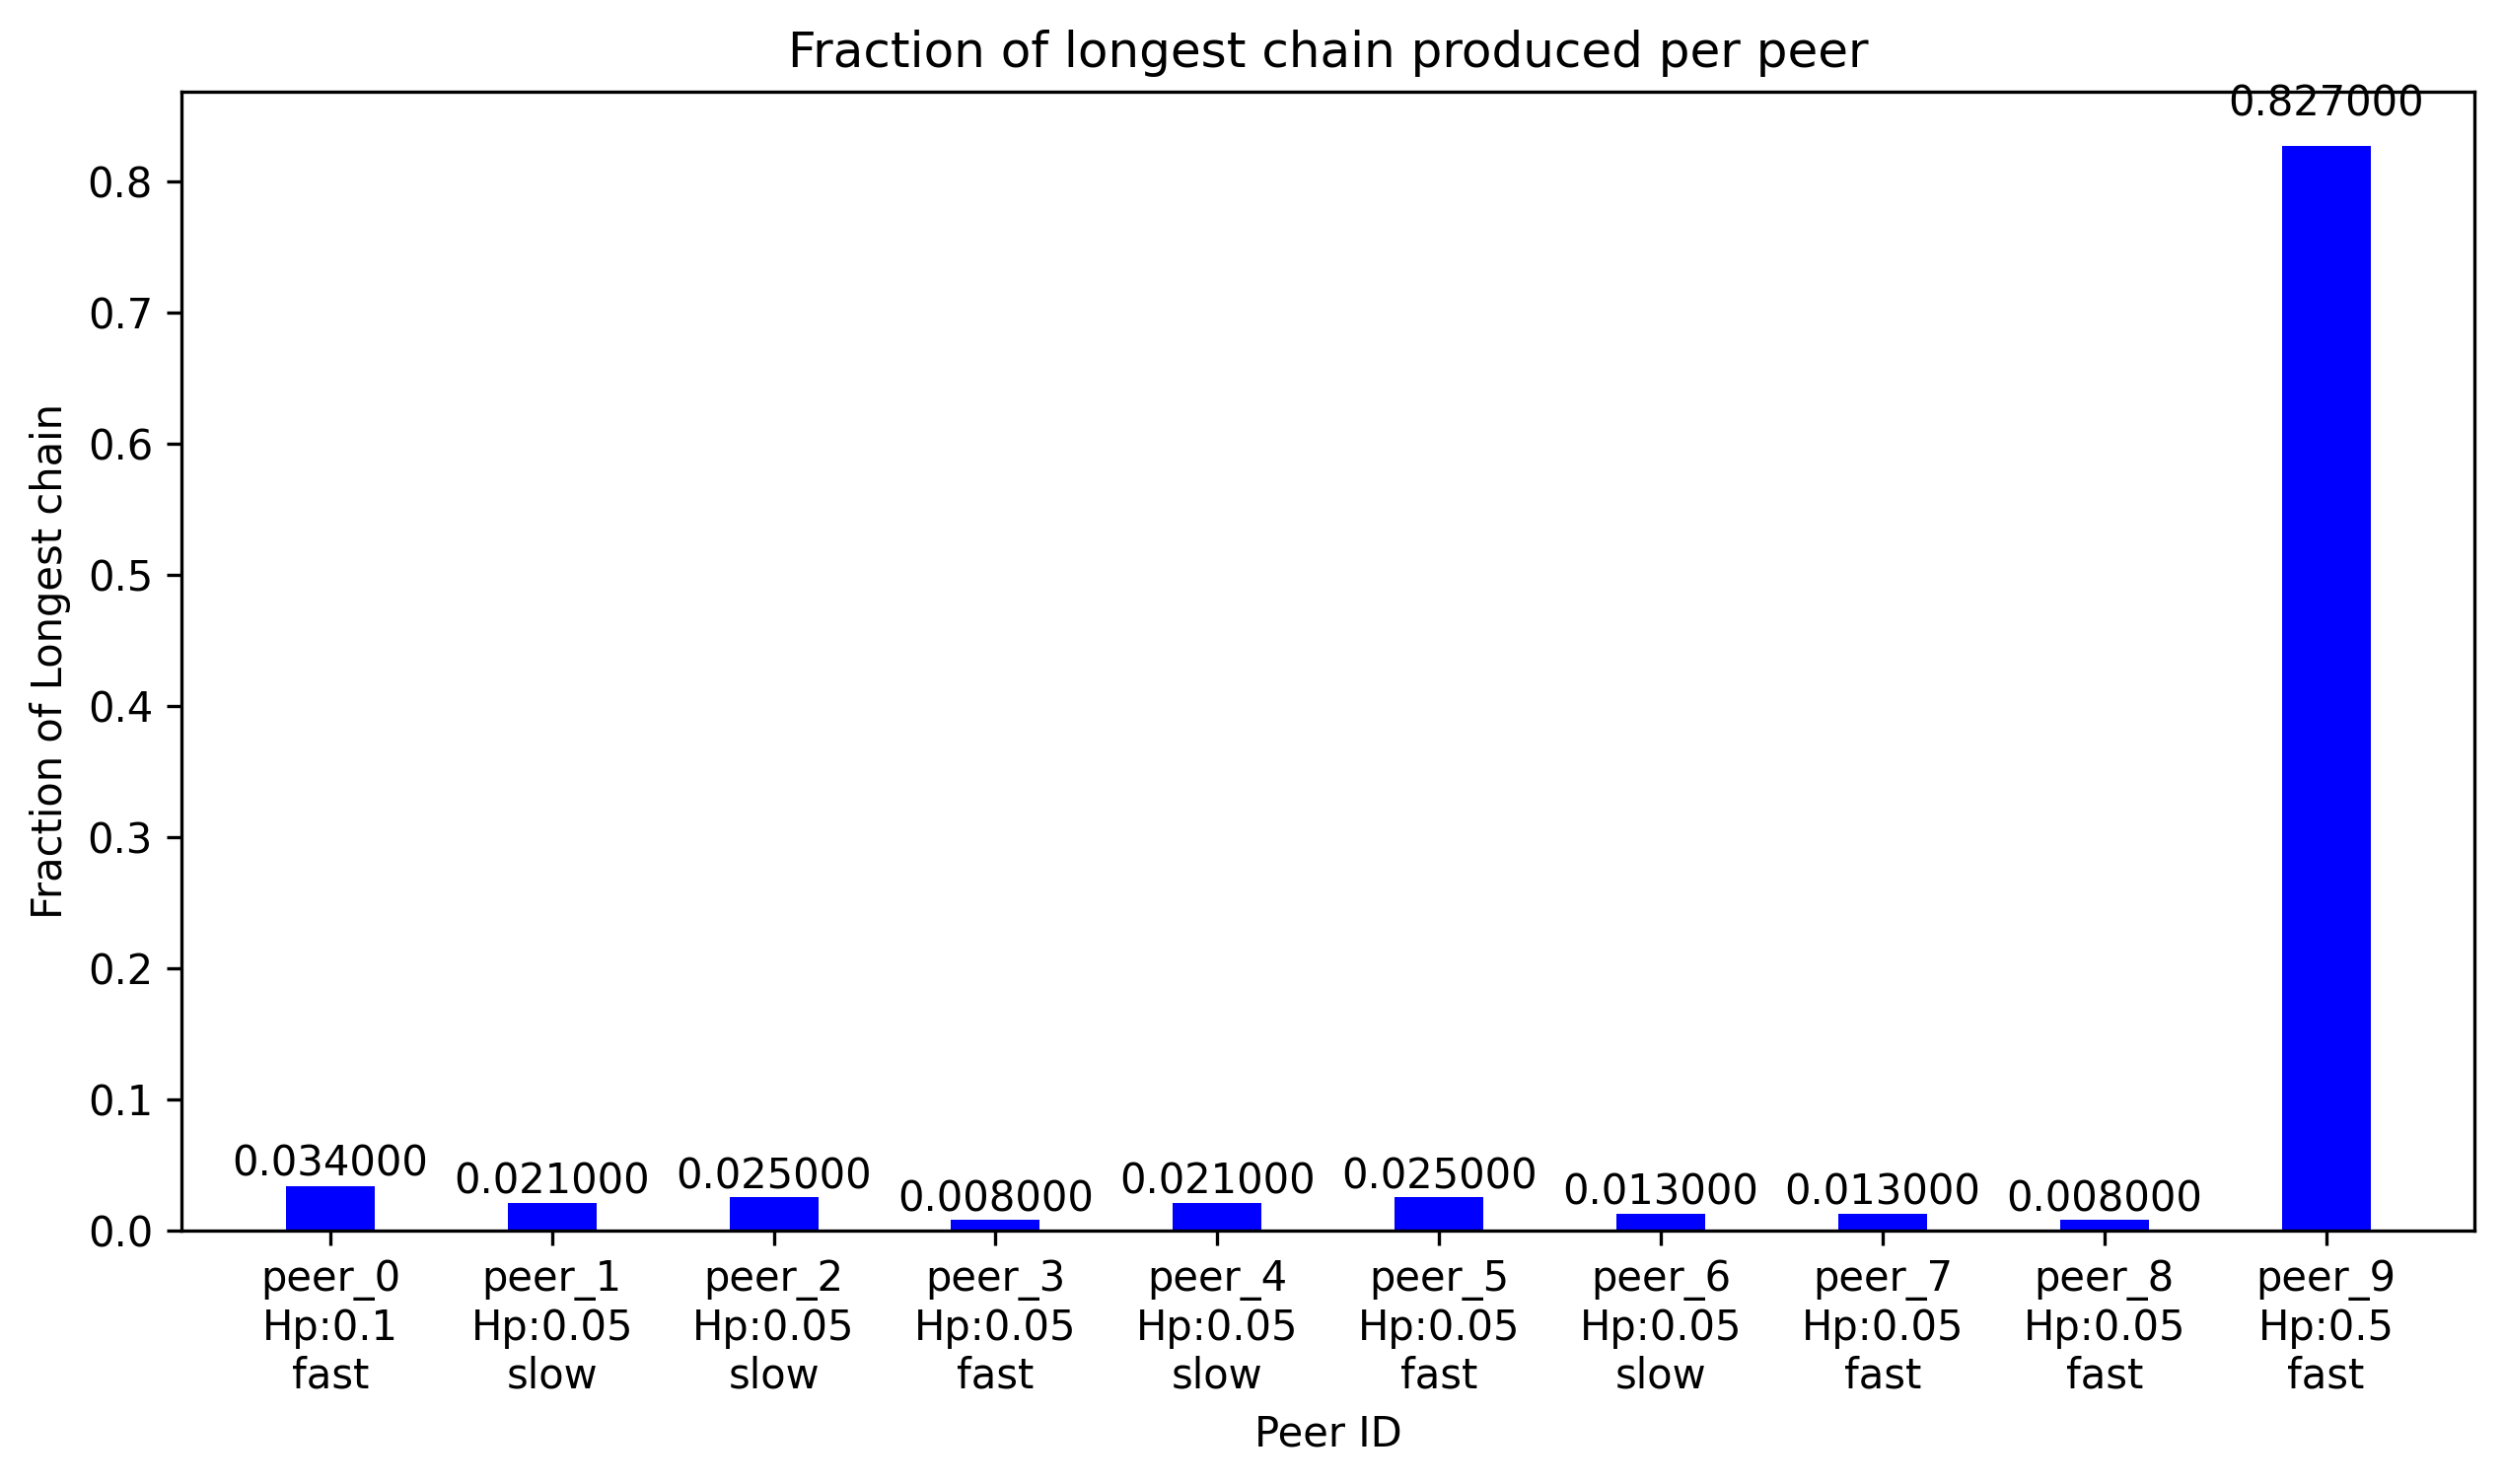 Fraction of longest chain produced per peer
Fraction of Longest chain
0.8
0.7
0.6
0.5
0.4
0.3
0.2
0.1
0.0
0.034000
0.021000
0.025000
0.008000
0.021000
0.025000
0.013000
0.013000
0.008000
0.827000
peer_0
Hp:0.1
fast
peer_1
Hp:0.05
slow
peer_2
Hp:0.05
slow
peer_3
Hp:0.05
fast
peer_4
Hp:0.05
slow
peer_5
Hp:0.05
fast
peer_6
Hp:0.05
slow
peer_7
Hp:0.05
fast
peer_8
Hp:0.05
fast
peer_9
Hp:0.5
fast
Peer ID